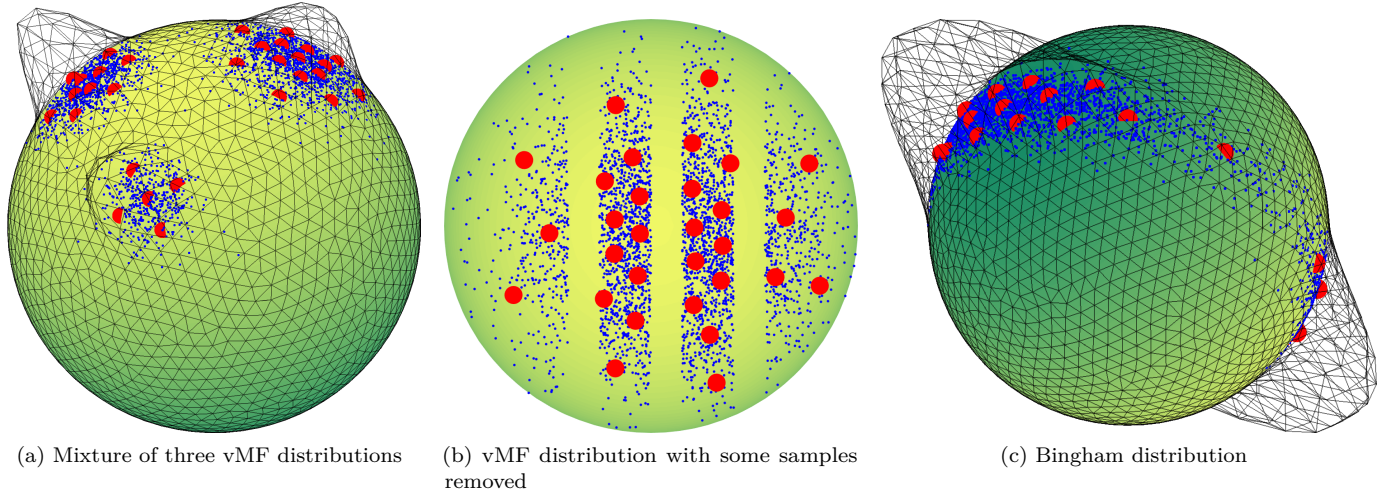 (a) Mixture of three vMF distributions
(b) vMF distribution with some samples
removed
(c) Bingham distribution